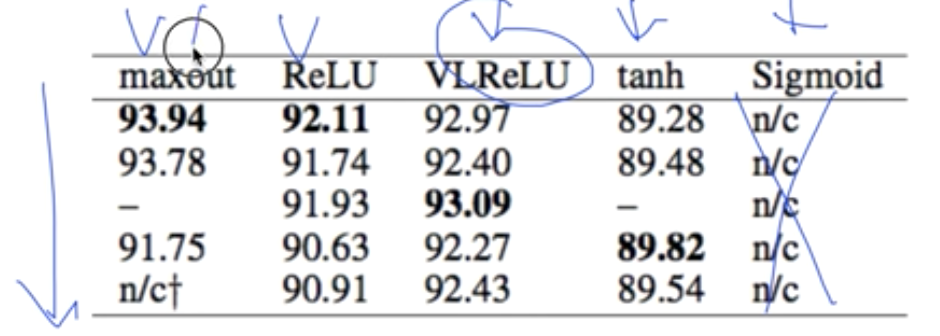 maxout ReLU VLReLU tanh Sigmoid
93.94 92.11 92.97 89.28 n/c
93.78 91.74 92.40 89.48 n/c
– 91.93 93.09 – n/c
91.75 90.63 92.27 89.82 n/c
n/c† 90.91 92.43 89.54 n/c